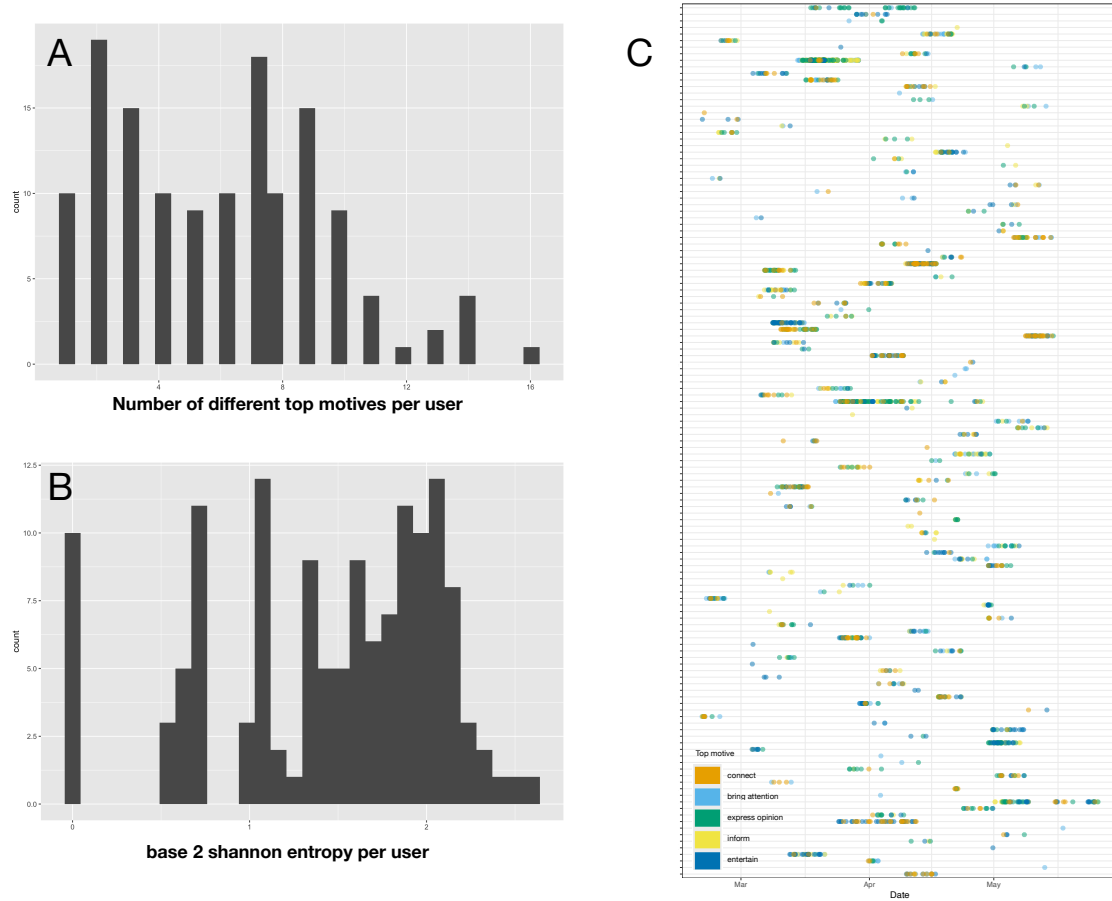 A
count
15
10
5
0
4
8
12
16
Number of different top motives per user
B
count
12.5
10.0
7.5
5.0
2.5
0.0
0
1
2
base 2 shannon entropy per user
C
Top motive
connect
bring attention
express opinion
inform
entertain
Mar
Apr
May
Date